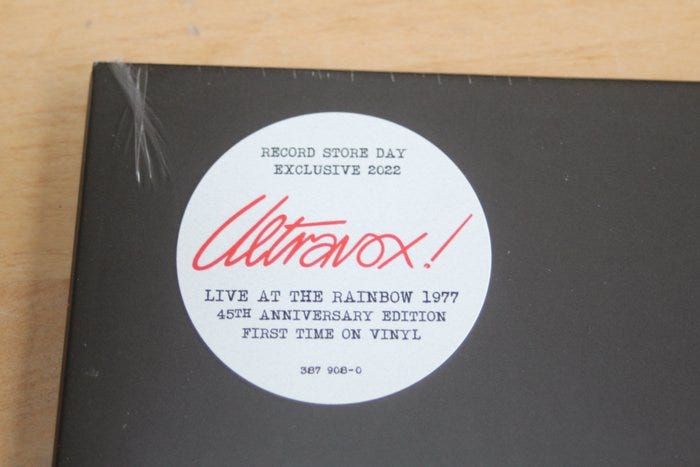 RECORD STORE DAY
EXCLUSIVE 2022
Ultravox!
LIVE AT THE RAINBOW 1977
45TH ANNIVERSARY EDITION
FIRST TIME ON VINYL
387 908-0